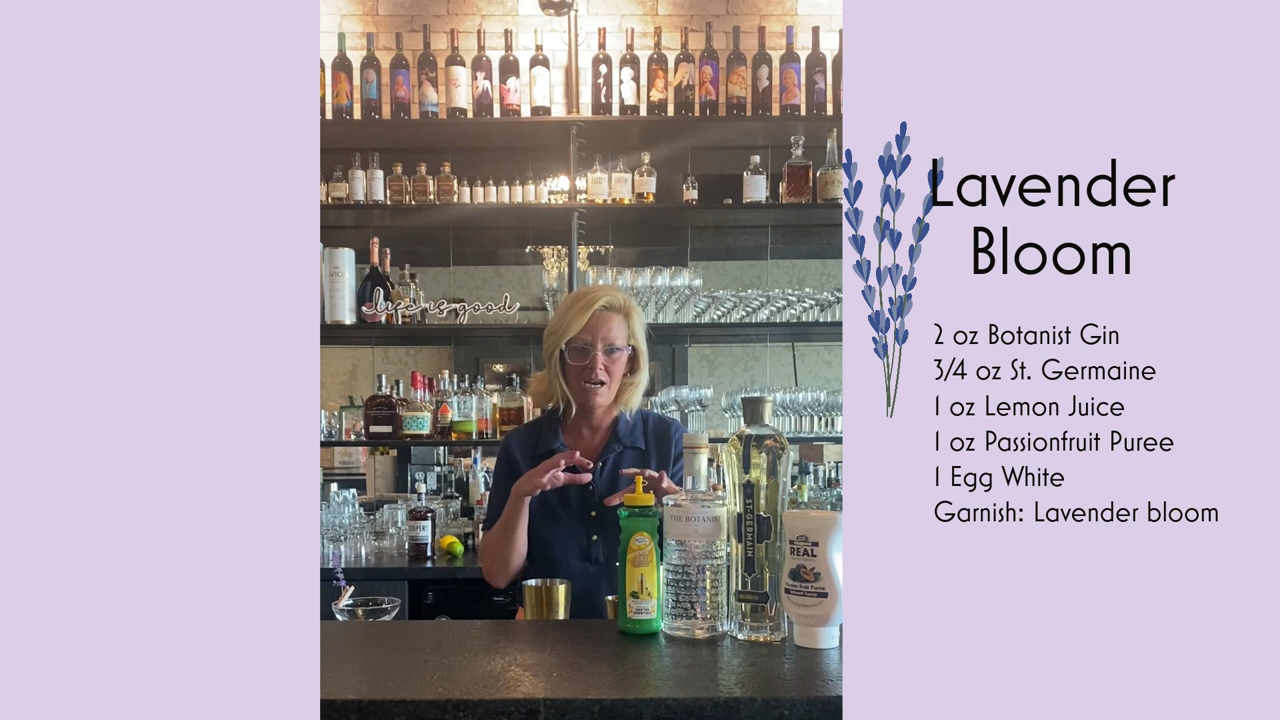 Lavender
Bloom
2 oz Botanist Gin
3/4 oz St. Germaine
1 oz Lemon Juice
1 oz Passionfruit Puree
1 Egg White
Garnish: Lavender bloom
life is good
THE BOTANIST
ST-GERMAIN
REAL